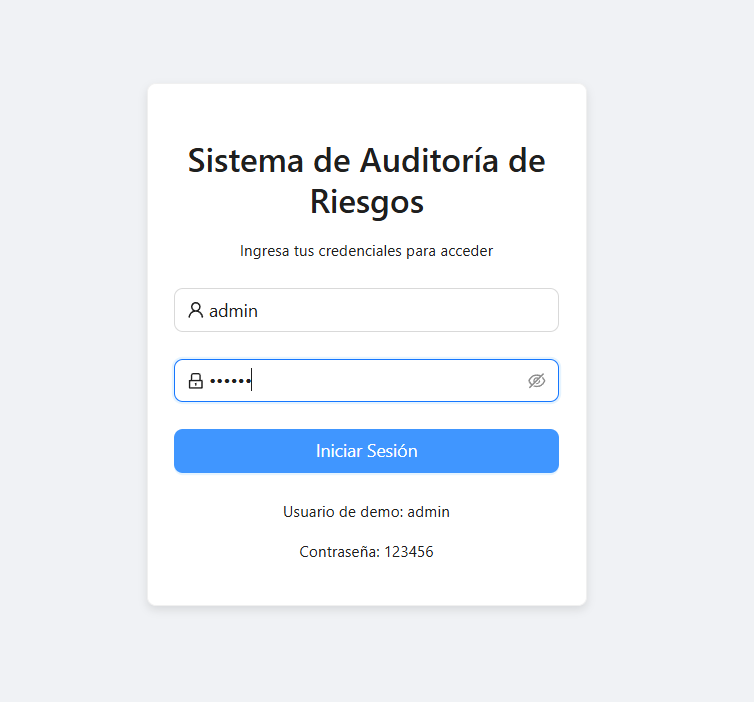 Sistema de Auditoría de
Riesgos
Ingresa tus credenciales para acceder
admin
••••••
Iniciar Sesión
Usuario de demo: admin
Contraseña: 123456